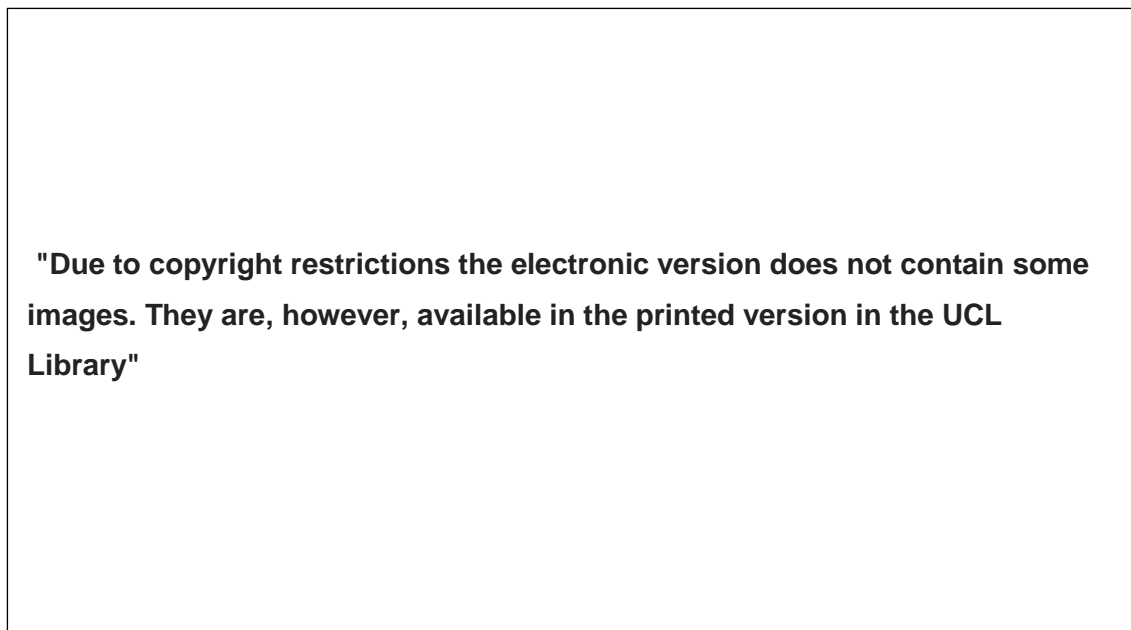 "Due to copyright restrictions the electronic version does not contain some
images. They are, however, available in the printed version in the UCL
Library"